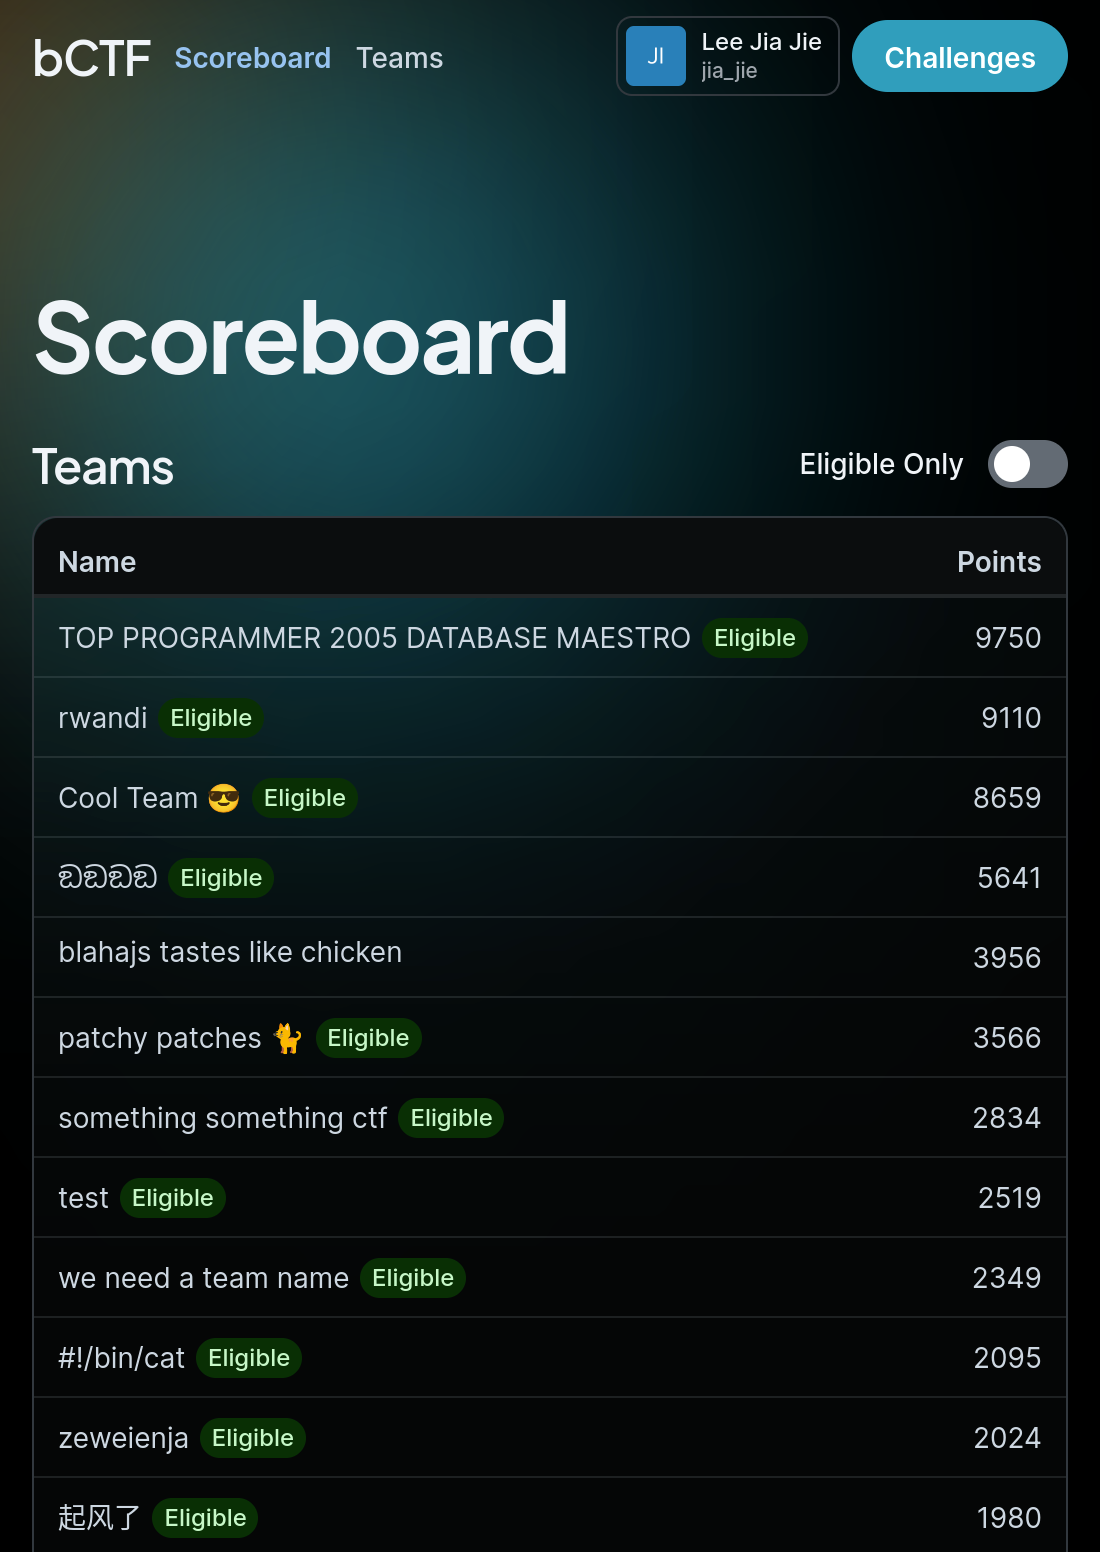 bCTF Scoreboard Teams JI Lee Jia Jie Challenges
jia_jie
Scoreboard
Teams Eligible Only
Name Points
TOP PROGRAMMER 2005 DATABASE MAESTRO Eligible 9750
rwandi Eligible 9110
Cool Team 😎 Eligible 8659
ඞඞඞඞ Eligible 5641
blahajs tastes like chicken 3956
patchy patches 🐈 Eligible 3566
something something ctf Eligible 2834
test Eligible 2519
we need a team name Eligible 2349
#!/bin/cat Eligible 2095
zeweienja Eligible 2024
起风了 Eligible 1980